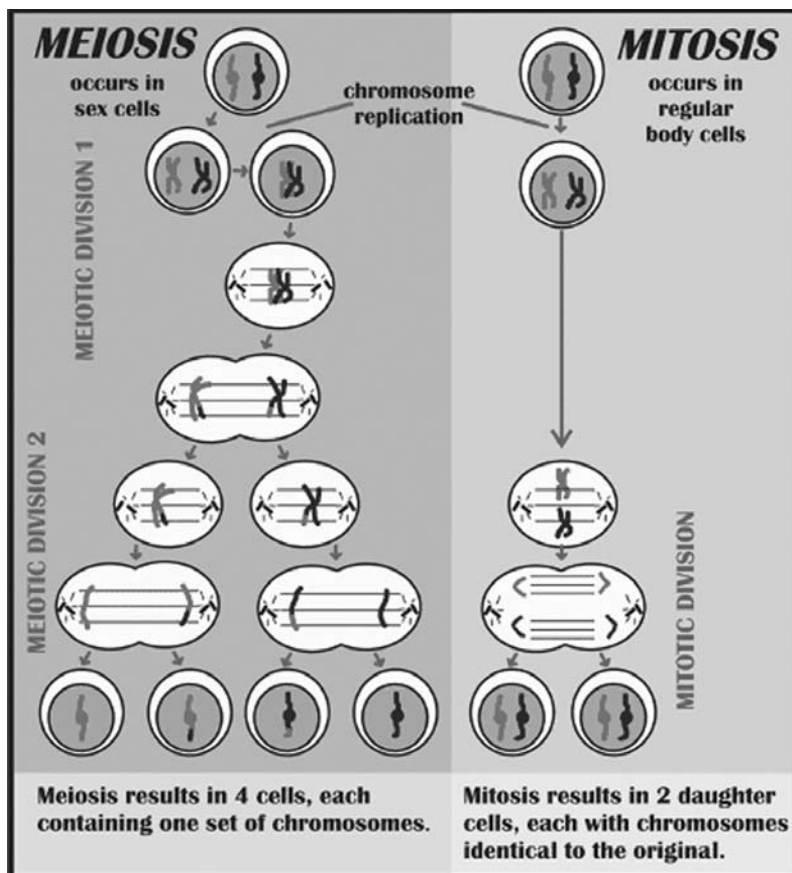 MEIOSIS
occurs in
sex cells
chromosome
replication
MITOSIS
occurs in
regular
body cells
MEIOTIC DIVISION 1
MEIOTIC DIVISION 2
MITOTIC DIVISION
Meiosis results in 4 cells, each
containing one set of chromosomes.
Mitosis results in 2 daughter
cells, each with chromosomes
identical to the original.